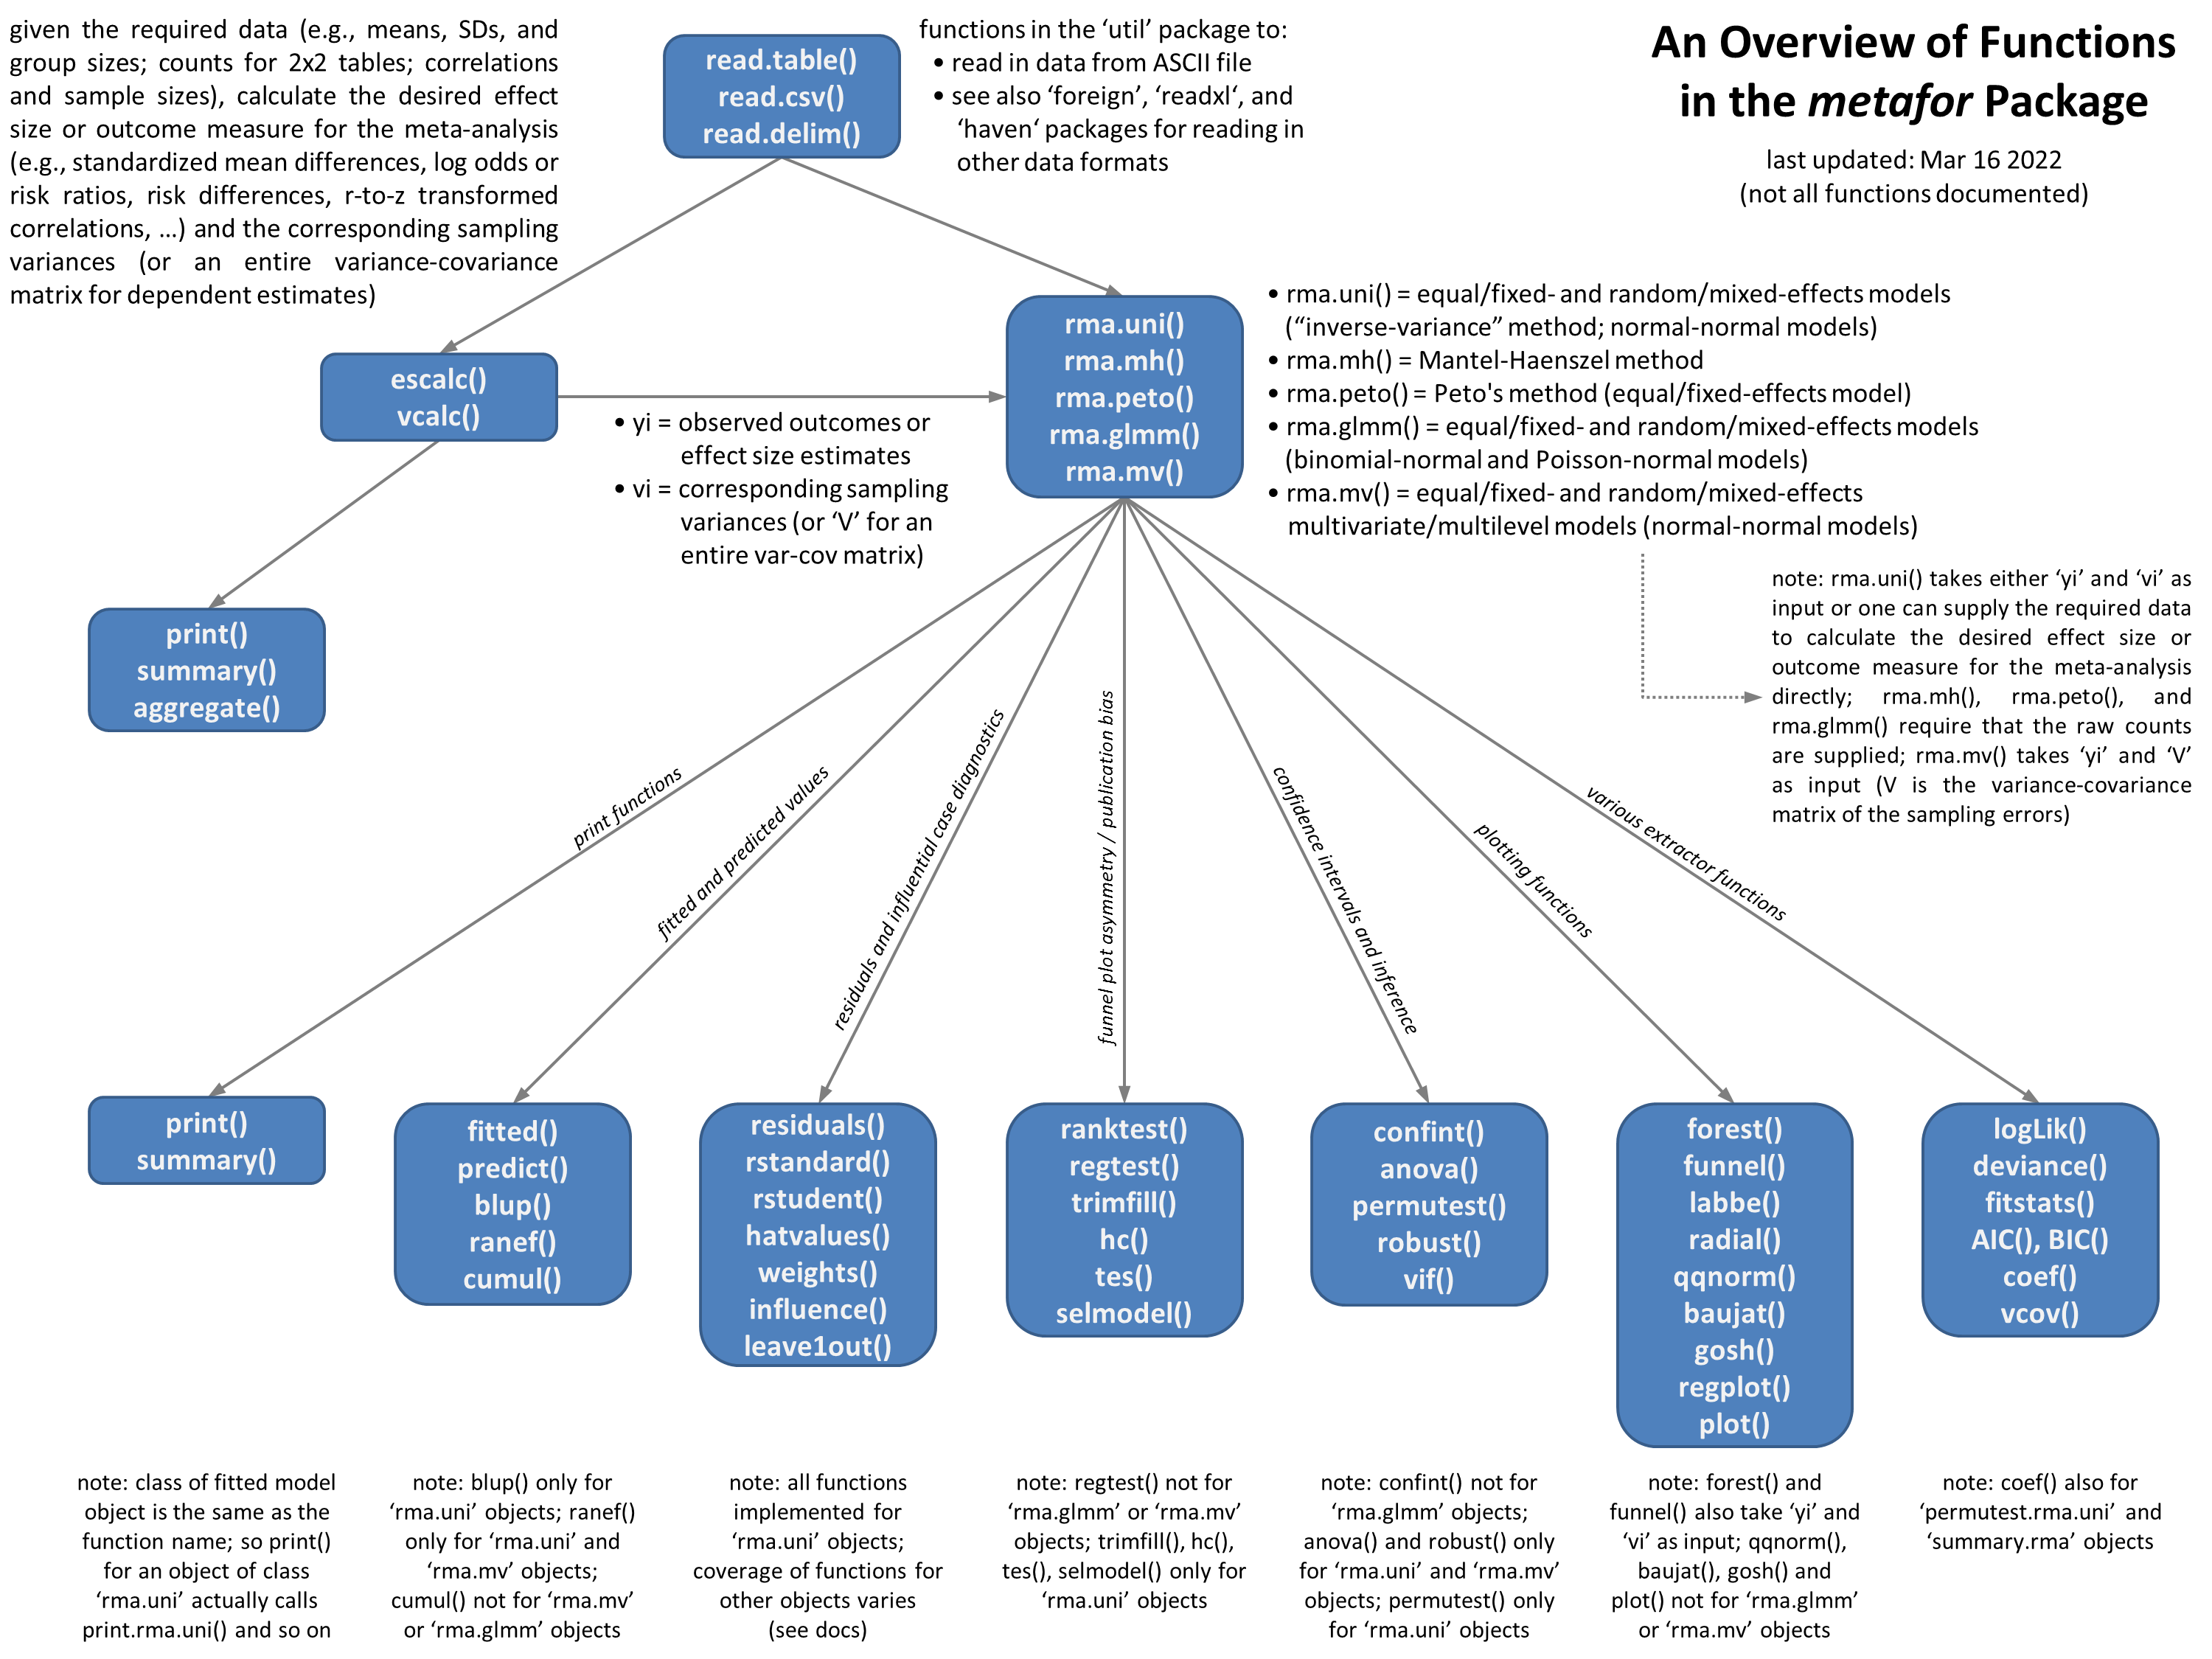 given the required data (e.g., means, SDs, and
group sizes; counts for 2x2 tables; correlations
and sample sizes), calculate the desired effect
size or outcome measure for the meta-analysis
(e.g., standardized mean differences, log odds or
risk ratios, risk differences, r-to-z transformed
correlations, ...) and the corresponding sampling
variances (or an entire variance-covariance
matrix for dependent estimates)
read.table()
read.csv()
read.delim()
functions in the ‘util’ package to:
• read in data from ASCII file
• see also ‘foreign’, ‘readxl‘, and
‘haven‘ packages for reading in
other data formats
An Overview of Functions
in the metafor Package
last updated: Mar 16 2022
(not all functions documented)
escalc()
vcalc()
• yi = observed outcomes or
effect size estimates
• vi = corresponding sampling
variances (or ‘V’ for an
entire var-cov matrix)
rma.uni()
rma.mh()
rma.peto()
rma.glmm()
rma.mv()
• rma.uni() = equal/fixed- and random/mixed-effects models
(“inverse-variance” method; normal-normal models)
• rma.mh() = Mantel-Haenszel method
• rma.peto() = Peto's method (equal/fixed-effects model)
• rma.glmm() = equal/fixed- and random/mixed-effects models
(binomial-normal and Poisson-normal models)
• rma.mv() = equal/fixed- and random/mixed-effects
multivariate/multilevel models (normal-normal models)
note: rma.uni() takes either ‘yi’ and ‘vi’ as
input or one can supply the required data
to calculate the desired effect size or
outcome measure for the meta-analysis
directly; rma.mh(), rma.peto(), and
rma.glmm() require that the raw counts
are supplied; rma.mv() takes ‘yi’ and ‘V’
as input (V is the variance-covariance
matrix of the sampling errors)
print()
summary()
aggregate()
print functions
fitted and predicted values
residuals and influential case diagnostics
funnel plot asymmetry / publication bias
confidence intervals and inference
plotting functions
various extractor functions
print()
summary()
fitted()
predict()
blup()
ranef()
cumul()
residuals()
rstandard()
rstudent()
hatvalues()
weights()
influence()
leave1out()
ranktest()
regtest()
trimfill()
hc()
tes()
selmodel()
confint()
anova()
permutest()
robust()
vif()
forest()
funnel()
labbe()
radial()
qqnorm()
baujat()
gosh()
regplot()
plot()
logLik()
deviance()
fitstats()
AIC(), BIC()
coef()
vcov()
note: class of fitted model
object is the same as the
function name; so print()
for an object of class
‘rma.uni’ actually calls
print.rma.uni() and so on
note: blup() only for
‘rma.uni’ objects; ranef()
only for ‘rma.uni’ and
‘rma.mv’ objects;
cumul() not for ‘rma.mv’
or ‘rma.glmm’ objects
note: all functions
implemented for
‘rma.uni’ objects;
coverage of functions for
other objects varies
(see docs)
note: regtest() not for
‘rma.glmm’ or ‘rma.mv’
objects; trimfill(), hc(),
tes(), selmodel() only for
‘rma.uni’ objects
note: confint() not for
‘rma.glmm’ objects;
anova() and robust() only
for ‘rma.uni’ and ‘rma.mv’
objects; permutest() only
for ‘rma.uni’ objects
note: forest() and
funnel() also take ‘yi’ and
‘vi’ as input; qqnorm(),
baujat(), gosh() and
plot() not for ‘rma.glmm’
or ‘rma.mv’ objects
note: coef() also for
‘permutest.rma.uni’ and
‘summary.rma’ objects